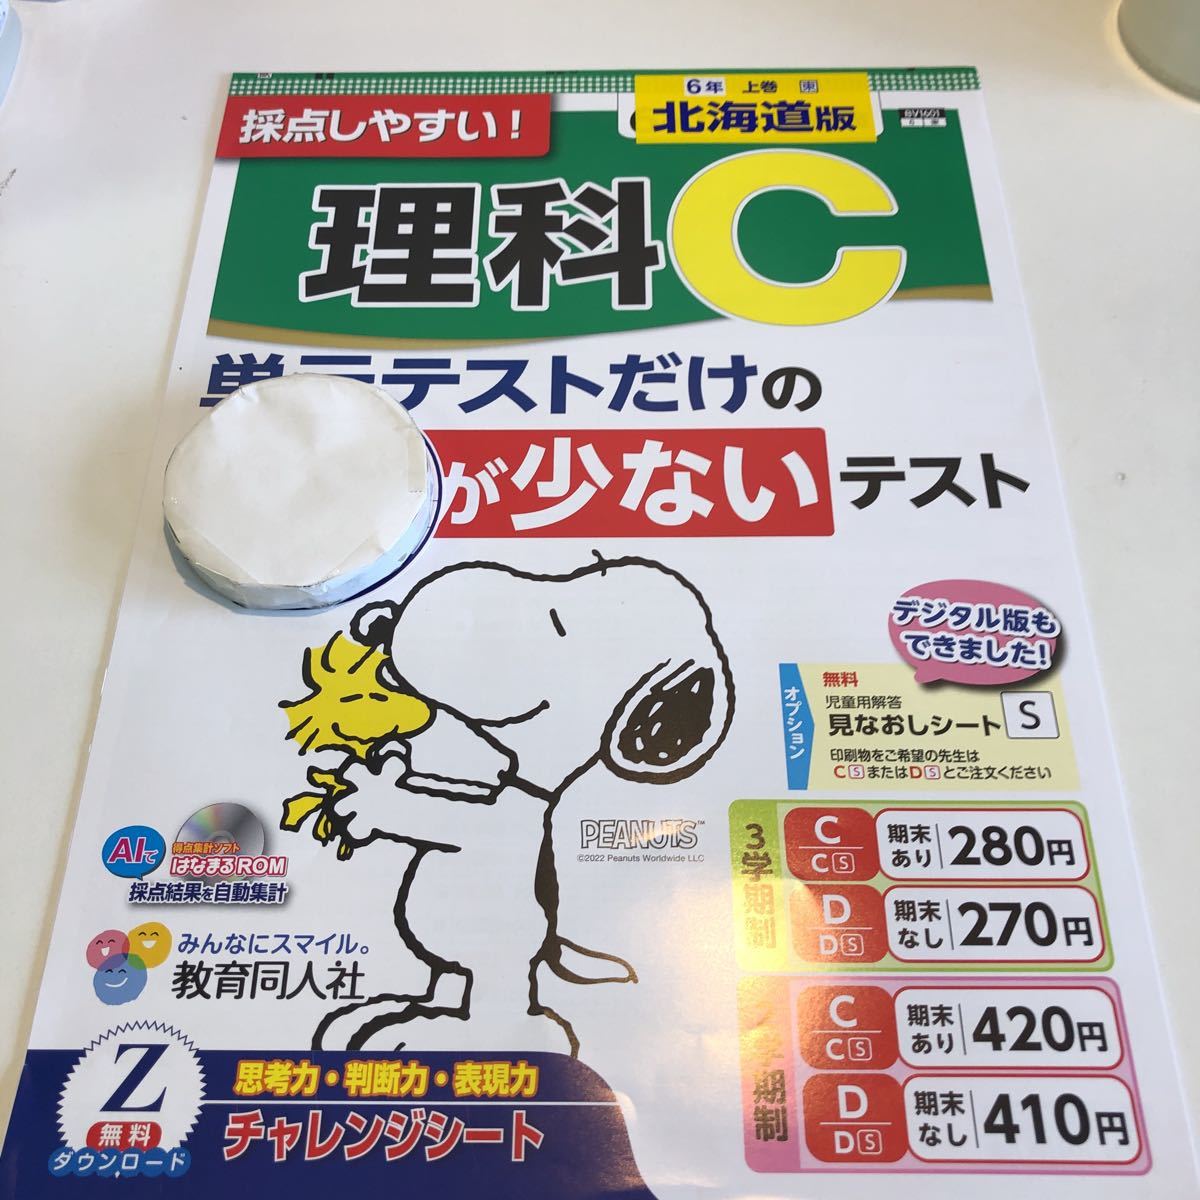 6年 上巻 東
北海道版
BV1601
採点しやすい!
理科C
単元テストだけの
が少ないテスト
デジタル版も
できました!
オプション
無料
児童用解答
見なおしシート S
印刷物をご希望の先生は
CSまたはDSとご注文ください
PEANUTS™
©2022 Peanuts Worldwide LLC
AIで
得点集計ソフト
はなまるROM
採点結果を自動集計
みんなにスマイル。
教育同人社
3学期制
C
CS
期末
あり
280円
D
DS
期末
なし
270円
学期制
C
CS
期末
あり
420円
D
DS
期末
なし
410円
Z
無料
ダウンロード
思考力・判断力・表現力
チャレンジシート